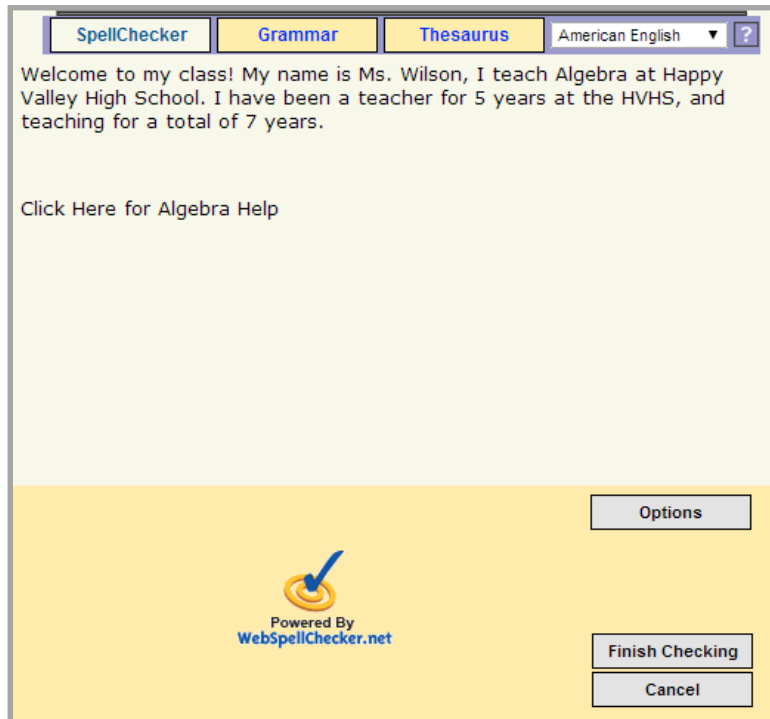 SpellChecker Grammar Thesaurus American English ?
Welcome to my class! My name is Ms. Wilson, I teach Algebra at Happy
Valley High School. I have been a teacher for 5 years at the HVHS, and
teaching for a total of 7 years.
Click Here for Algebra Help
Options
Powered By
WebSpellChecker.net
Finish Checking
Cancel